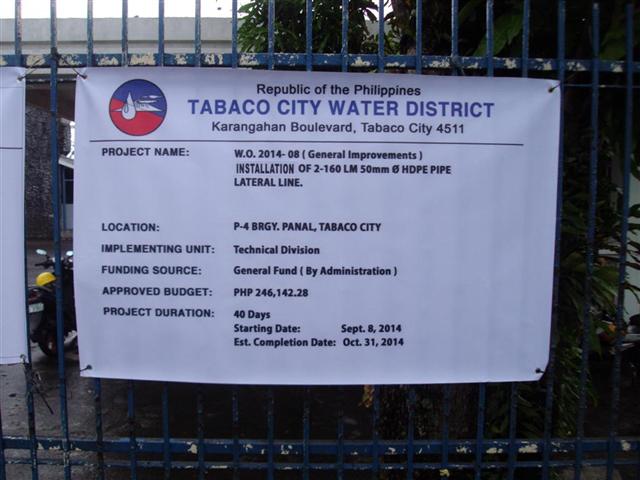 Republic of the Philippines
TABACO CITY WATER DISTRICT
Karangahan Boulevard, Tabaco City 4511
PROJECT NAME: W.O. 2014- 08 ( General Improvements )
INSTALLATION OF 2-160 LM 50mm Ø HDPE PIPE
LATERAL LINE.
LOCATION: P-4 BRGY. PANAL, TABACO CITY
IMPLEMENTING UNIT: Technical Division
FUNDING SOURCE: General Fund ( By Administration )
APPROVED BUDGET: PHP 246,142.28
PROJECT DURATION: 40 Days
Starting Date: Sept. 8, 2014
Est. Completion Date: Oct. 31, 2014